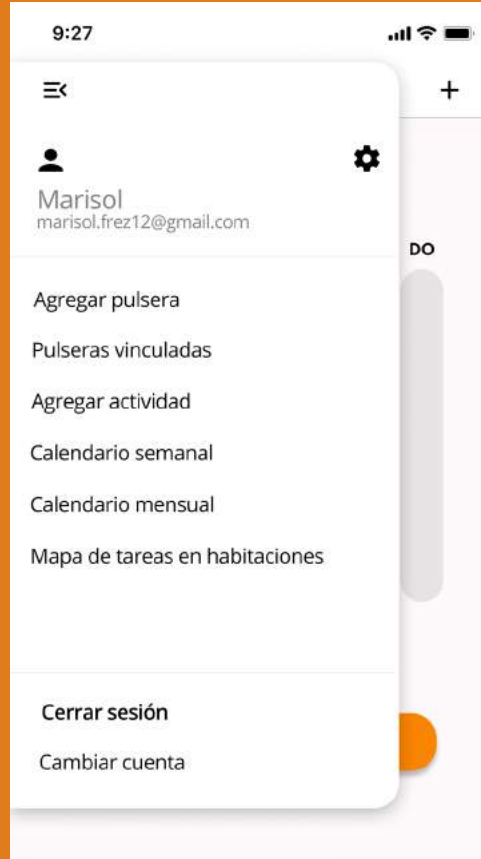 9:27
Marisol
marisol.frez12@gmail.com
DO
Agregar pulsera
Pulseras vinculadas
Agregar actividad
Calendario semanal
Calendario mensual
Mapa de tareas en habitaciones
Cerrar sesión
Cambiar cuenta